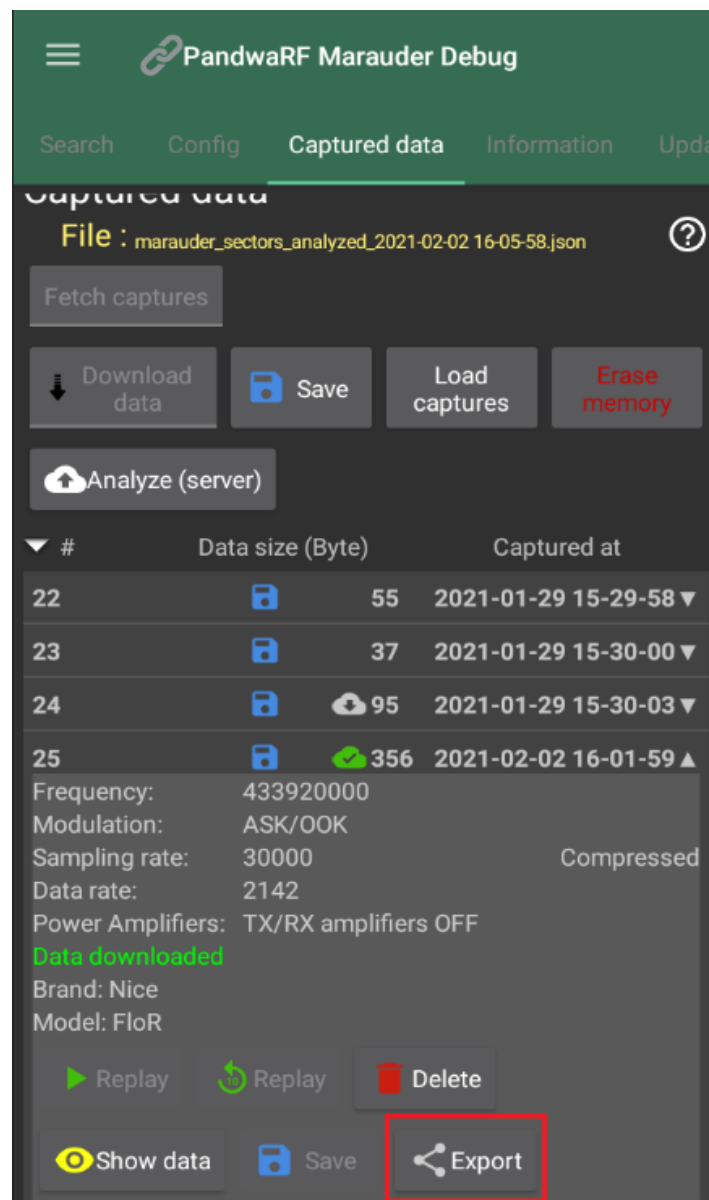 PandwaRF Marauder Debug
Search Config Captured data Information Upda
Captured data
File : marauder_sectors_analyzed_2021-02-02 16-05-58.json
Fetch captures
Download data Save Load captures Erase memory
Analyze (server)
# Data size (Byte) Captured at
22 55 2021-01-29 15-29-58
23 37 2021-01-29 15-30-00
24 95 2021-01-29 15-30-03
25 356 2021-02-02 16-01-59
Frequency: 433920000
Modulation: ASK/OOK
Sampling rate: 30000 Compressed
Data rate: 2142
Power Amplifiers: TX/RX amplifiers OFF
Data downloaded
Brand: Nice
Model: FloR
Replay 10 Replay Delete
Show data Save Export